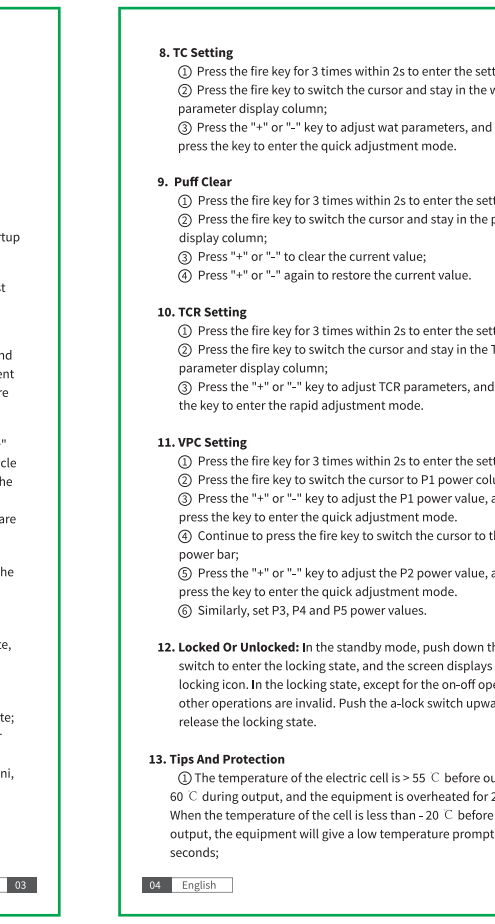 rtup
st
nd
ent
re
"
cle
he
are
he
te,
te;
r
ni,
03
8. TC Setting
① Press the fire key for 3 times within 2s to enter the sett
② Press the fire key to switch the cursor and stay in the w
parameter display column;
③ Press the "+" or "-" key to adjust wat parameters, and
press the key to enter the quick adjustment mode.
9. Puff Clear
① Press the fire key for 3 times within 2s to enter the sett
② Press the fire key to switch the cursor and stay in the p
display column;
③ Press "+" or "-" to clear the current value;
④ Press "+" or "-" again to restore the current value.
10. TCR Setting
① Press the fire key for 3 times within 2s to enter the sett
② Press the fire key to switch the cursor and stay in the T
parameter display column;
③ Press the "+" or "-" key to adjust TCR parameters, and
the key to enter the rapid adjustment mode.
11. VPC Setting
① Press the fire key for 3 times within 2s to enter the sett
② Press the fire key to switch the cursor to P1 power colu
③ Press the "+" or "-" key to adjust the P1 power value, a
press the key to enter the quick adjustment mode.
④ Continue to press the fire key to switch the cursor to th
power bar;
⑤ Press the "+" or "-" key to adjust the P2 power value, a
press the key to enter the quick adjustment mode.
⑥ Similarly, set P3, P4 and P5 power values.
12. Locked Or Unlocked: In the standby mode, push down th
switch to enter the locking state, and the screen displays
locking icon. In the locking state, except for the on-off ope
other operations are invalid. Push the a-lock switch upwa
release the locking state.
13. Tips And Protection
① The temperature of the electric cell is > 55 ℃ before ou
60 ℃ during output, and the equipment is overheated for 2
When the temperature of the cell is less than - 20 ℃ before
output, the equipment will give a low temperature prompt
seconds;
04 English